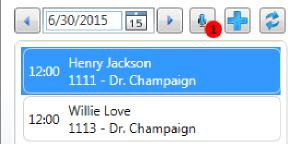 6/30/2015 15 1
12:00 Henry Jackson
1111 - Dr. Champaign
12:00 Willie Love
1113 - Dr. Champaign